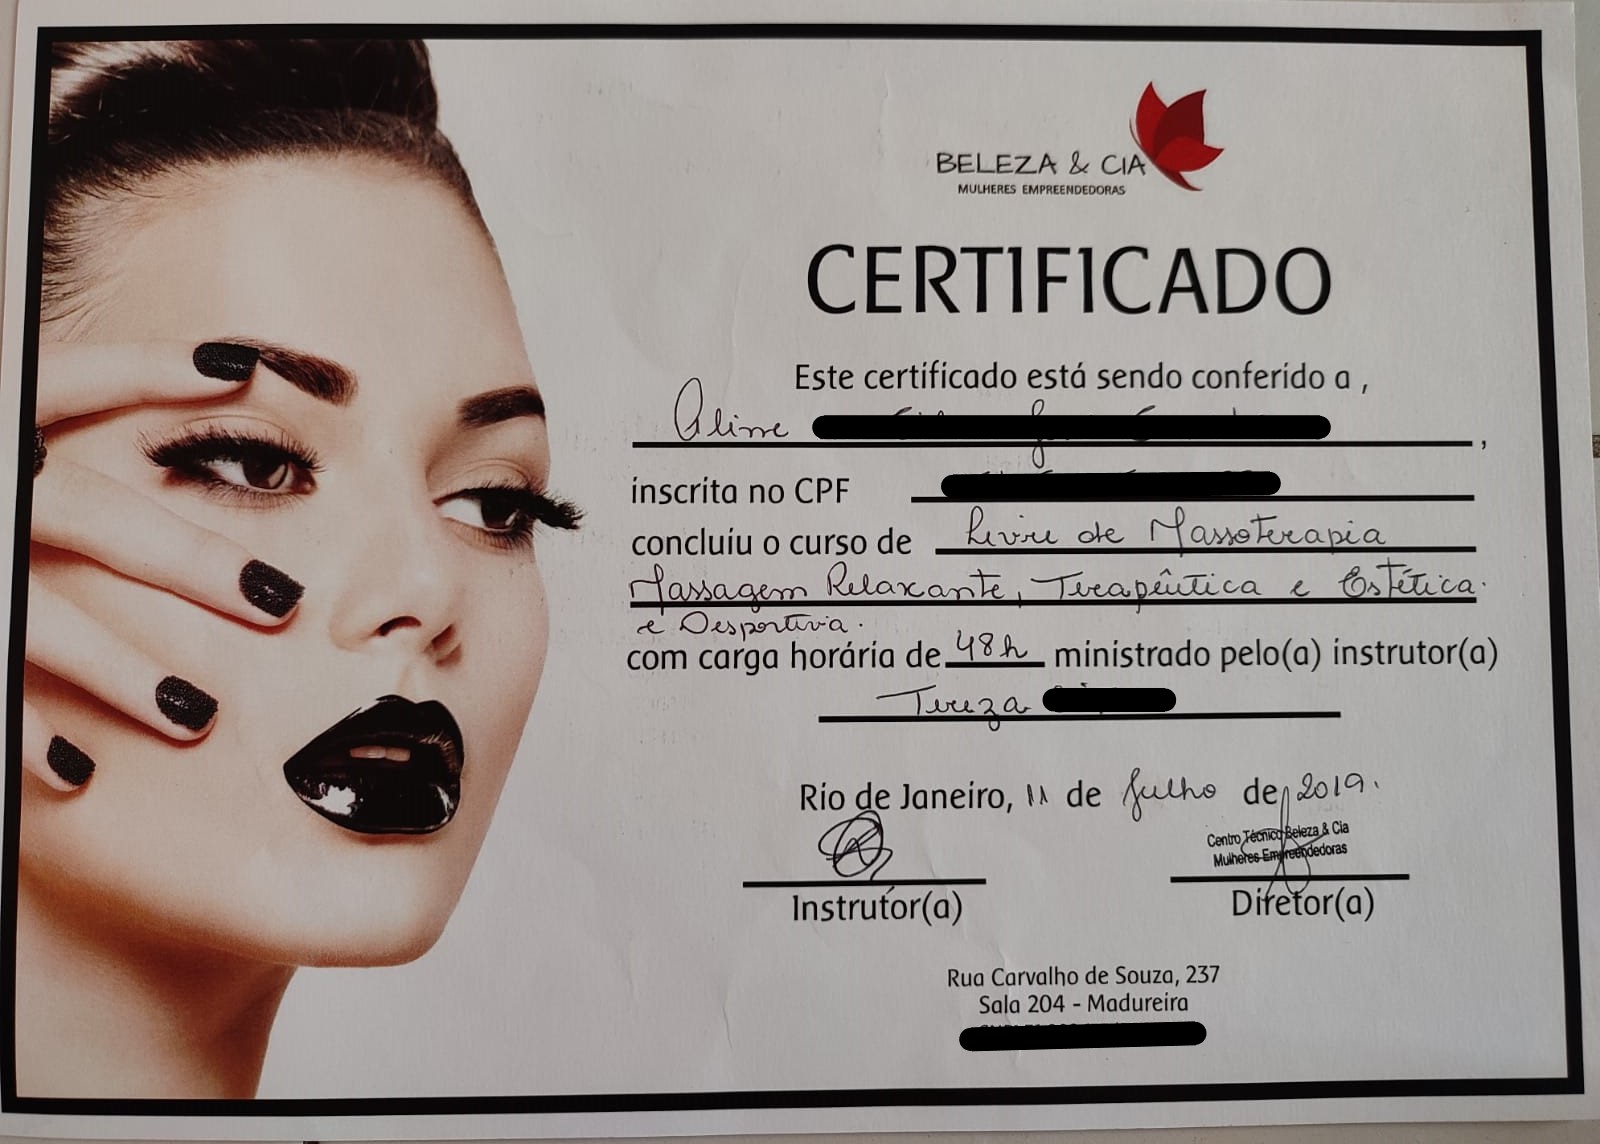 BELEZA & CIA
MULHERES EMPREENDEDORAS
CERTIFICADO
Este certificado está sendo conferido a ,
Aline ,
inscrita no CPF
concluiu o curso de Livre de Massoterapia
Massagem Relaxante, Terapêutica e Estética.
e Desportiva.
com carga horária de 48h ministrado pelo(a) instrutor(a)
Tereza
Rio de Janeiro, 11 de Julho de 2019.
Centro Técnico Beleza & Cia
Mulheres Empreendedoras
Instrutor(a) Diretor(a)
Rua Carvalho de Souza, 237
Sala 204 - Madureira